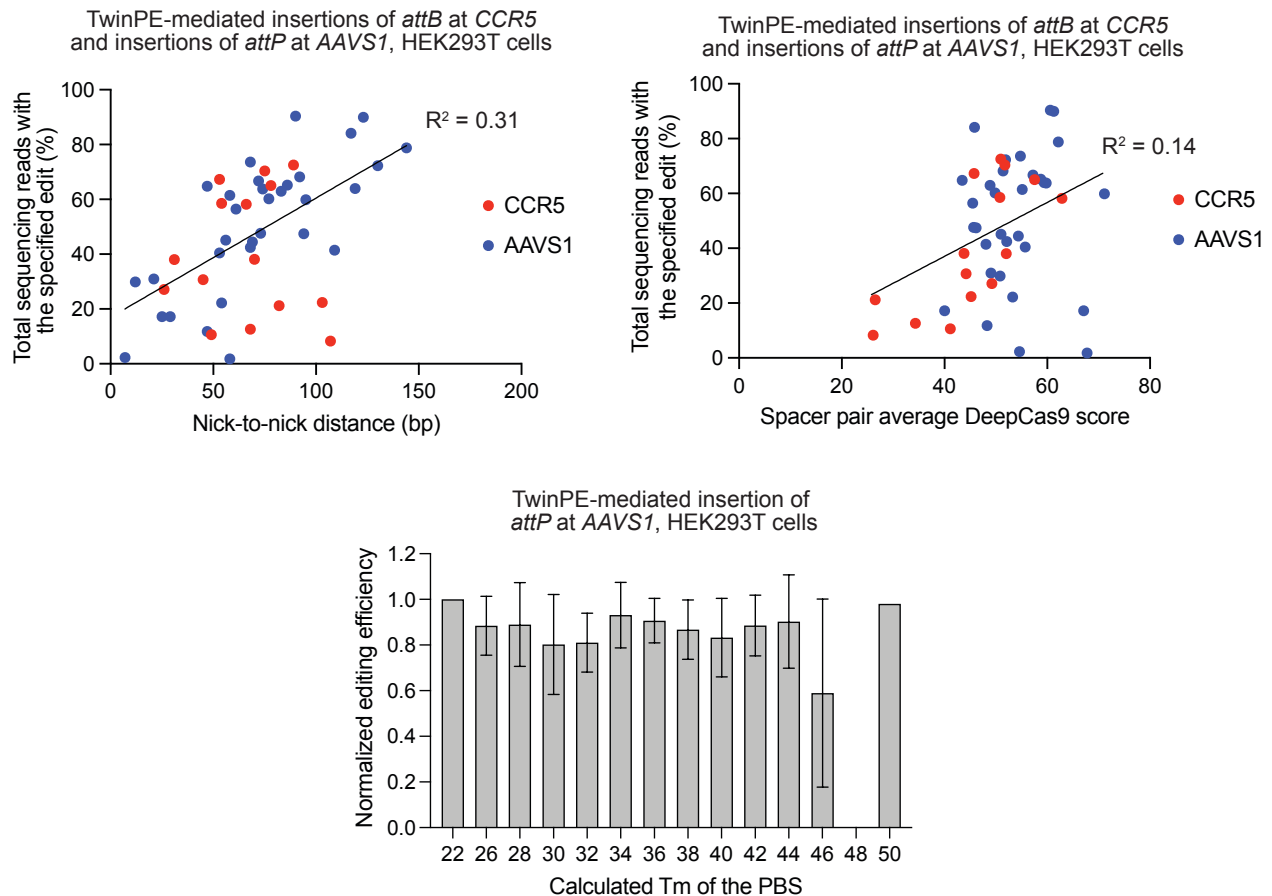 TwinPE-mediated insertions of attB at CCR5
and insertions of attP at AAVS1, HEK293T cells
Total sequencing reads with
the specified edit (%)
100
80
60
40
20
0
0
50
100
150
200
Nick-to-nick distance (bp)
R² = 0.31
CCR5
AAVS1
TwinPE-mediated insertions of attB at CCR5
and insertions of attP at AAVS1, HEK293T cells
Total sequencing reads with
the specified edit (%)
100
80
60
40
20
0
0
20
40
60
80
Spacer pair average DeepCas9 score
R² = 0.14
CCR5
AAVS1
TwinPE-mediated insertion of
attP at AAVS1, HEK293T cells
Normalized editing efficiency
1.2
1.0
0.8
0.6
0.4
0.2
0.0
22 26 28 30 32 34 36 38 40 42 44 46 48 50
Calculated Tm of the PBS